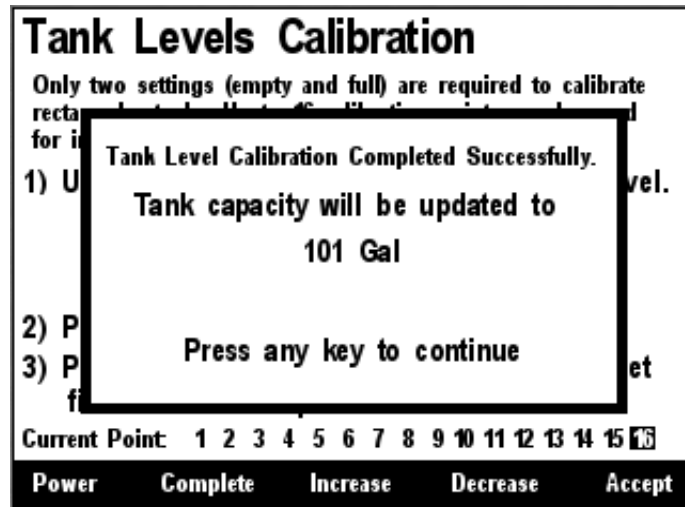 Tank Levels Calibration
Only two settings (empty and full) are required to calibrate
for
Tank Level Calibration Completed Successfully.
1) vel.
Tank capacity will be updated to
101 Gal
2) P
Press any key to continue
3) P et
Current Point: 1 2 3 4 5 6 7 8 9 10 11 12 13 14 15 16
Power Complete Increase Decrease Accept